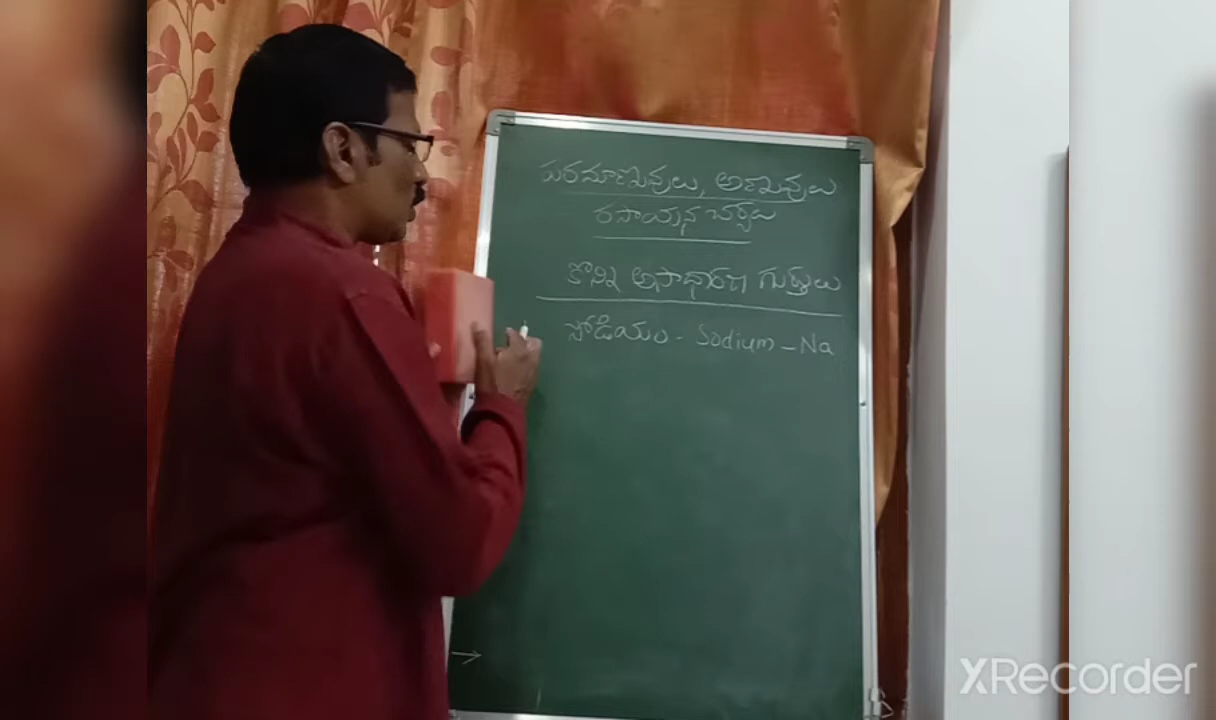 పరమాణువులు, అణువులు
రసాయన చర్యలు
కొన్ని అసాధారణ గుర్తులు
సోడియం - Sodium - Na
XRecorder